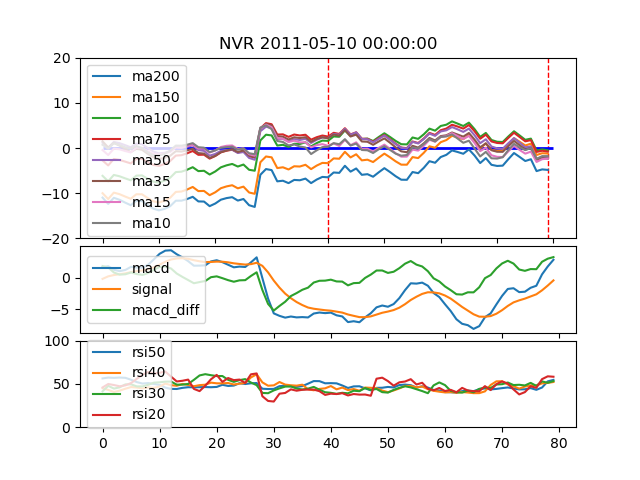 NVR 2011-05-10 00:00:00
20
10
0
−10
−20
ma200
ma150
ma100
ma75
ma50
ma35
ma15
ma10
0
−5
macd
signal
macd_diff
100
50
0
rsi50
rsi40
rsi30
rsi20
0 10 20 30 40 50 60 70 80